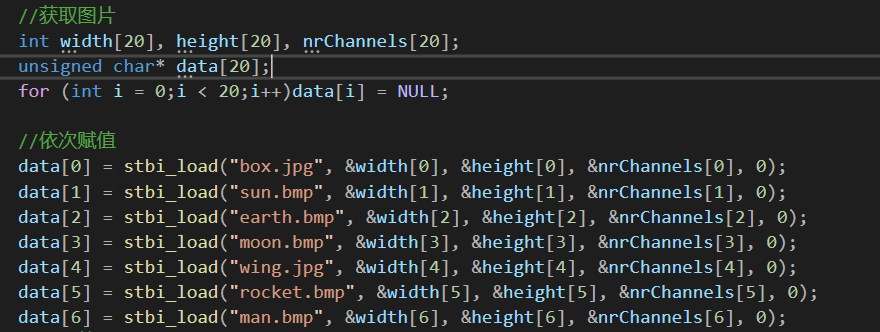 //获取图片
int width[20], height[20], nrChannels[20];
unsigned char* data[20];
for (int i = 0;i < 20;i++)data[i] = NULL;
//依次赋值
data[0] = stbi_load("box.jpg", &width[0], &height[0], &nrChannels[0], 0);
data[1] = stbi_load("sun.bmp", &width[1], &height[1], &nrChannels[1], 0);
data[2] = stbi_load("earth.bmp", &width[2], &height[2], &nrChannels[2], 0);
data[3] = stbi_load("moon.bmp", &width[3], &height[3], &nrChannels[3], 0);
data[4] = stbi_load("wing.jpg", &width[4], &height[4], &nrChannels[4], 0);
data[5] = stbi_load("rocket.bmp", &width[5], &height[5], &nrChannels[5], 0);
data[6] = stbi_load("man.bmp", &width[6], &height[6], &nrChannels[6], 0);